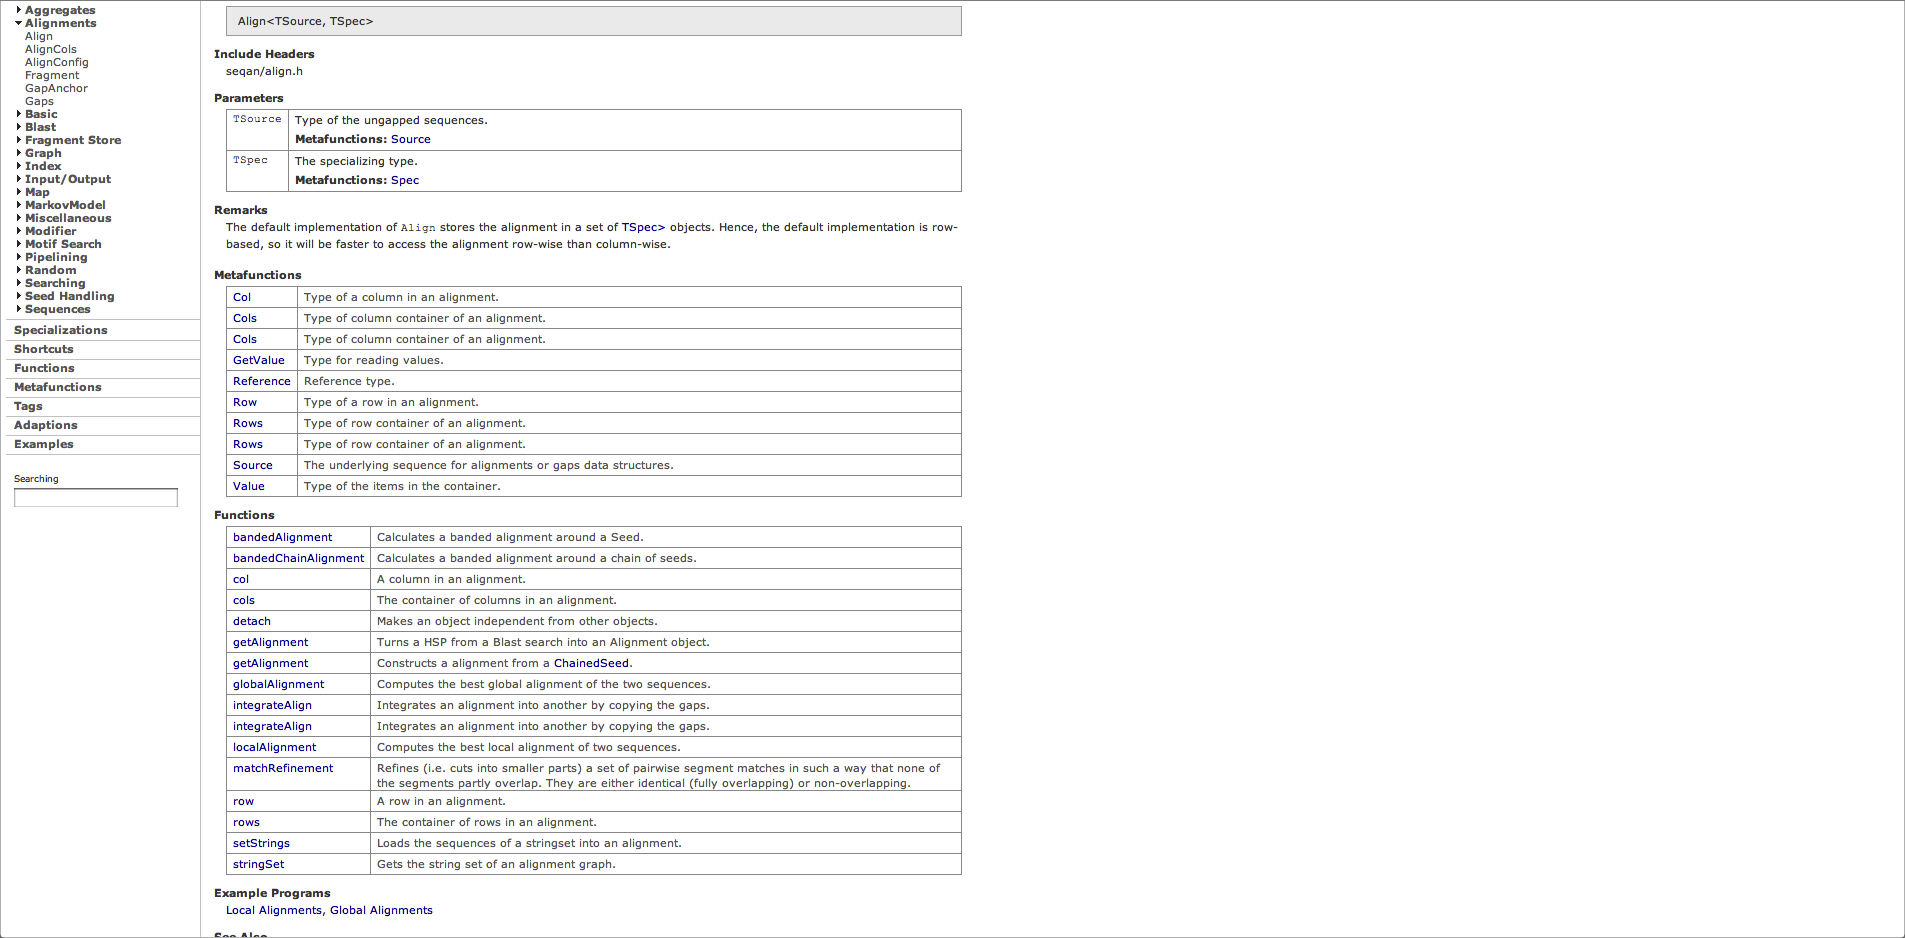 Aggregates
Alignments
Align
AlignCols
AlignConfig
Fragment
GapAnchor
Gaps
Basic
Blast
Fragment Store
Graph
Index
Input/Output
Map
MarkovModel
Miscellaneous
Modifier
Motif Search
Pipelining
Random
Searching
Seed Handling
Sequences
Specializations
Shortcuts
Functions
Metafunctions
Tags
Adaptions
Examples
Searching
Align<TSource, TSpec>
Include Headers
seqan/align.h
Parameters
TSource Type of the ungapped sequences.
Metafunctions: Source
TSpec The specializing type.
Metafunctions: Spec
Remarks
The default implementation of Align stores the alignment in a set of TSpec> objects. Hence, the default implementation is row-
based, so it will be faster to access the alignment row-wise than column-wise.
Metafunctions
Col Type of a column in an alignment.
Cols Type of column container of an alignment.
Cols Type of column container of an alignment.
GetValue Type for reading values.
Reference Reference type.
Row Type of a row in an alignment.
Rows Type of row container of an alignment.
Rows Type of row container of an alignment.
Source The underlying sequence for alignments or gaps data structures.
Value Type of the items in the container.
Functions
bandedAlignment Calculates a banded alignment around a Seed.
bandedChainAlignment Calculates a banded alignment around a chain of seeds.
col A column in an alignment.
cols The container of columns in an alignment.
detach Makes an object independent from other objects.
getAlignment Turns a HSP from a Blast search into an Alignment object.
getAlignment Constructs a alignment from a ChainedSeed.
globalAlignment Computes the best global alignment of the two sequences.
integrateAlign Integrates an alignment into another by copying the gaps.
integrateAlign Integrates an alignment into another by copying the gaps.
localAlignment Computes the best local alignment of two sequences.
matchRefinement Refines (i.e. cuts into smaller parts) a set of pairwise segment matches in such a way that none of
the segments partly overlap. They are either identical (fully overlapping) or non-overlapping.
row A row in an alignment.
rows The container of rows in an alignment.
setStrings Loads the sequences of a stringset into an alignment.
stringSet Gets the string set of an alignment graph.
Example Programs
Local Alignments, Global Alignments
See Also